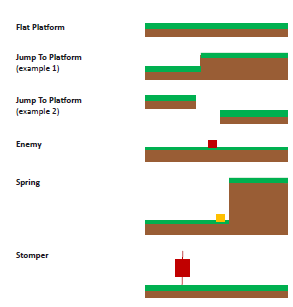 Flat Platform
Jump To Platform
(example 1)
Jump To Platform
(example 2)
Enemy
Spring
Stomper